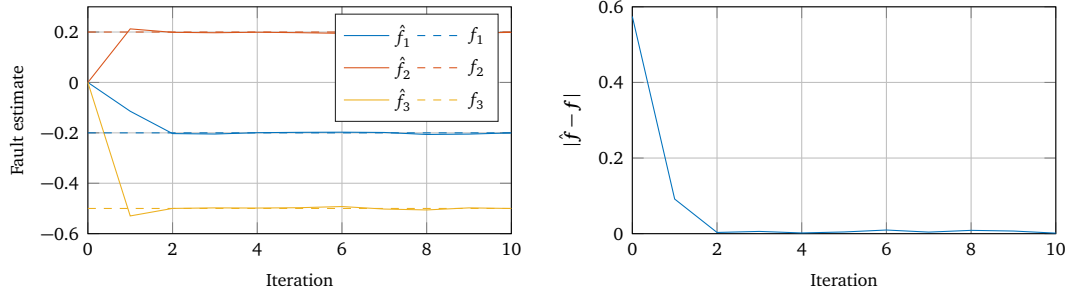 Fault estimate
0.2
0
−0.2
−0.4
−0.6
0 2 4 6 8 10
Iteration
f̂₁ f₁
f̂₂ f₂
f̂₃ f₃
|f̂ − f|
0.6
0.4
0.2
0
0 2 4 6 8 10
Iteration